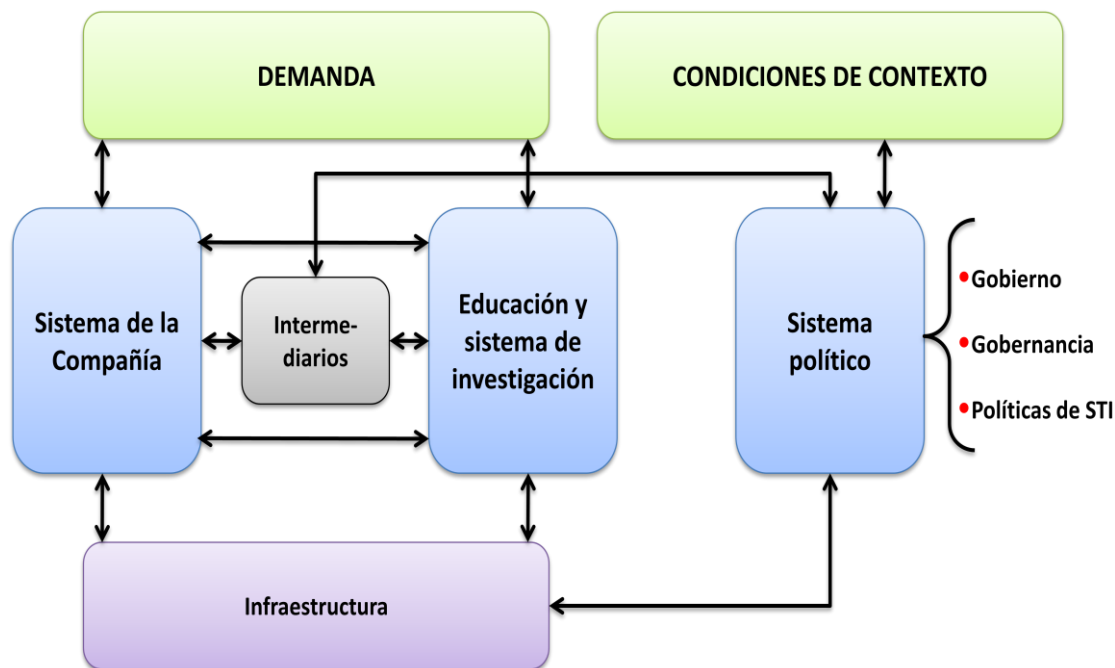 DEMANDA
CONDICIONES DE CONTEXTO
Sistema de la
Compañía
Interme-
diarios
Educación y
sistema de
investigación
Sistema
político
•Gobierno
•Gobernancia
•Políticas de STI
Infraestructura